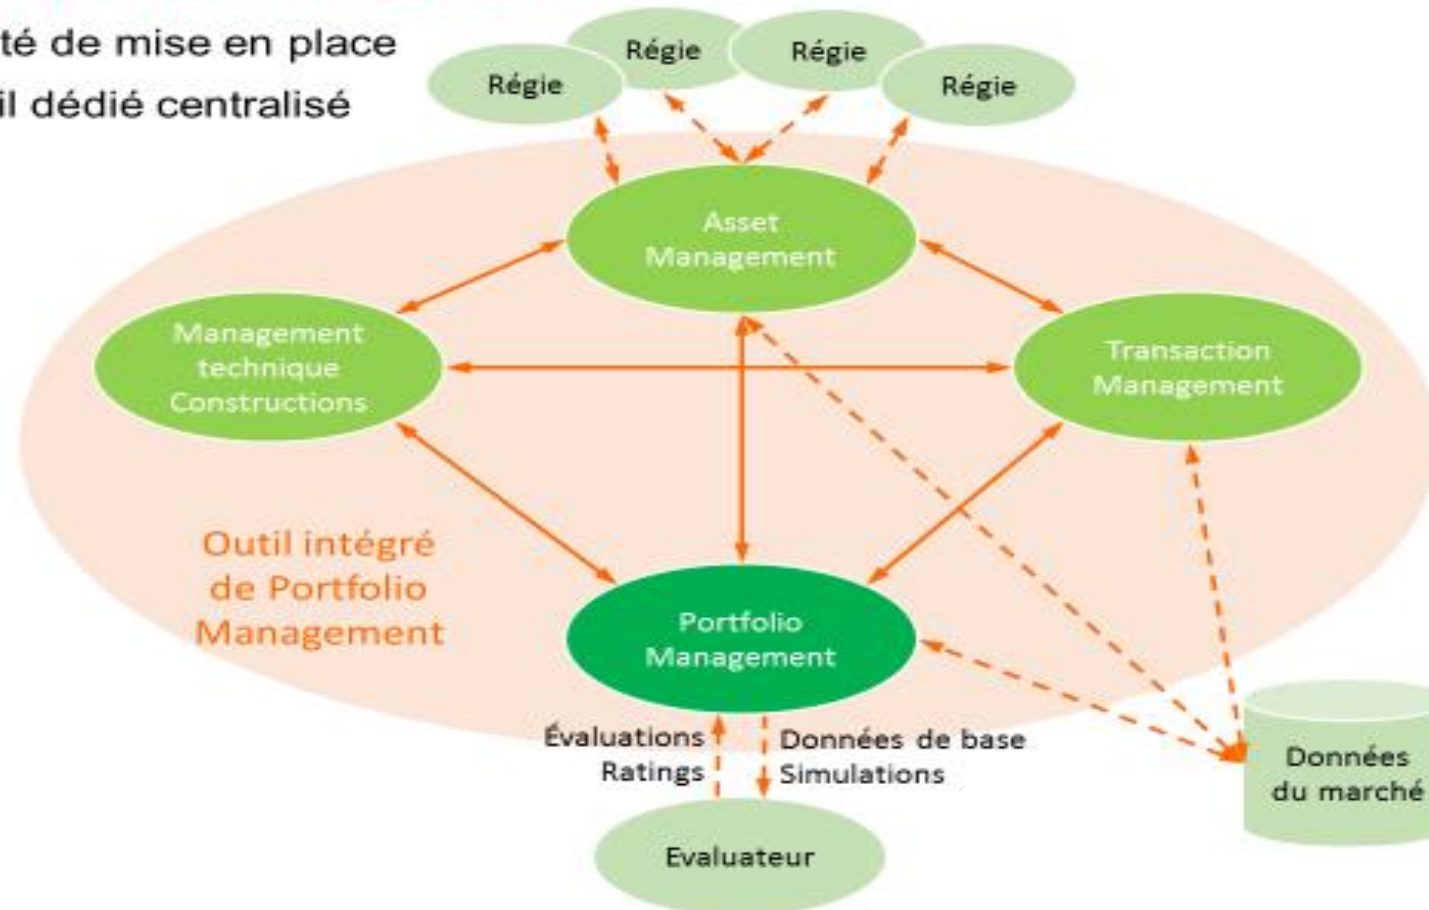 té de mise en place
il dédié centralisé
Régie
Régie
Régie
Régie
Asset
Management
Management
technique
Constructions
Transaction
Management
Outil intégré
de Portfolio
Management
Portfolio
Management
Évaluations
Ratings
Données de base
Simulations
Données
du marché
Evaluateur